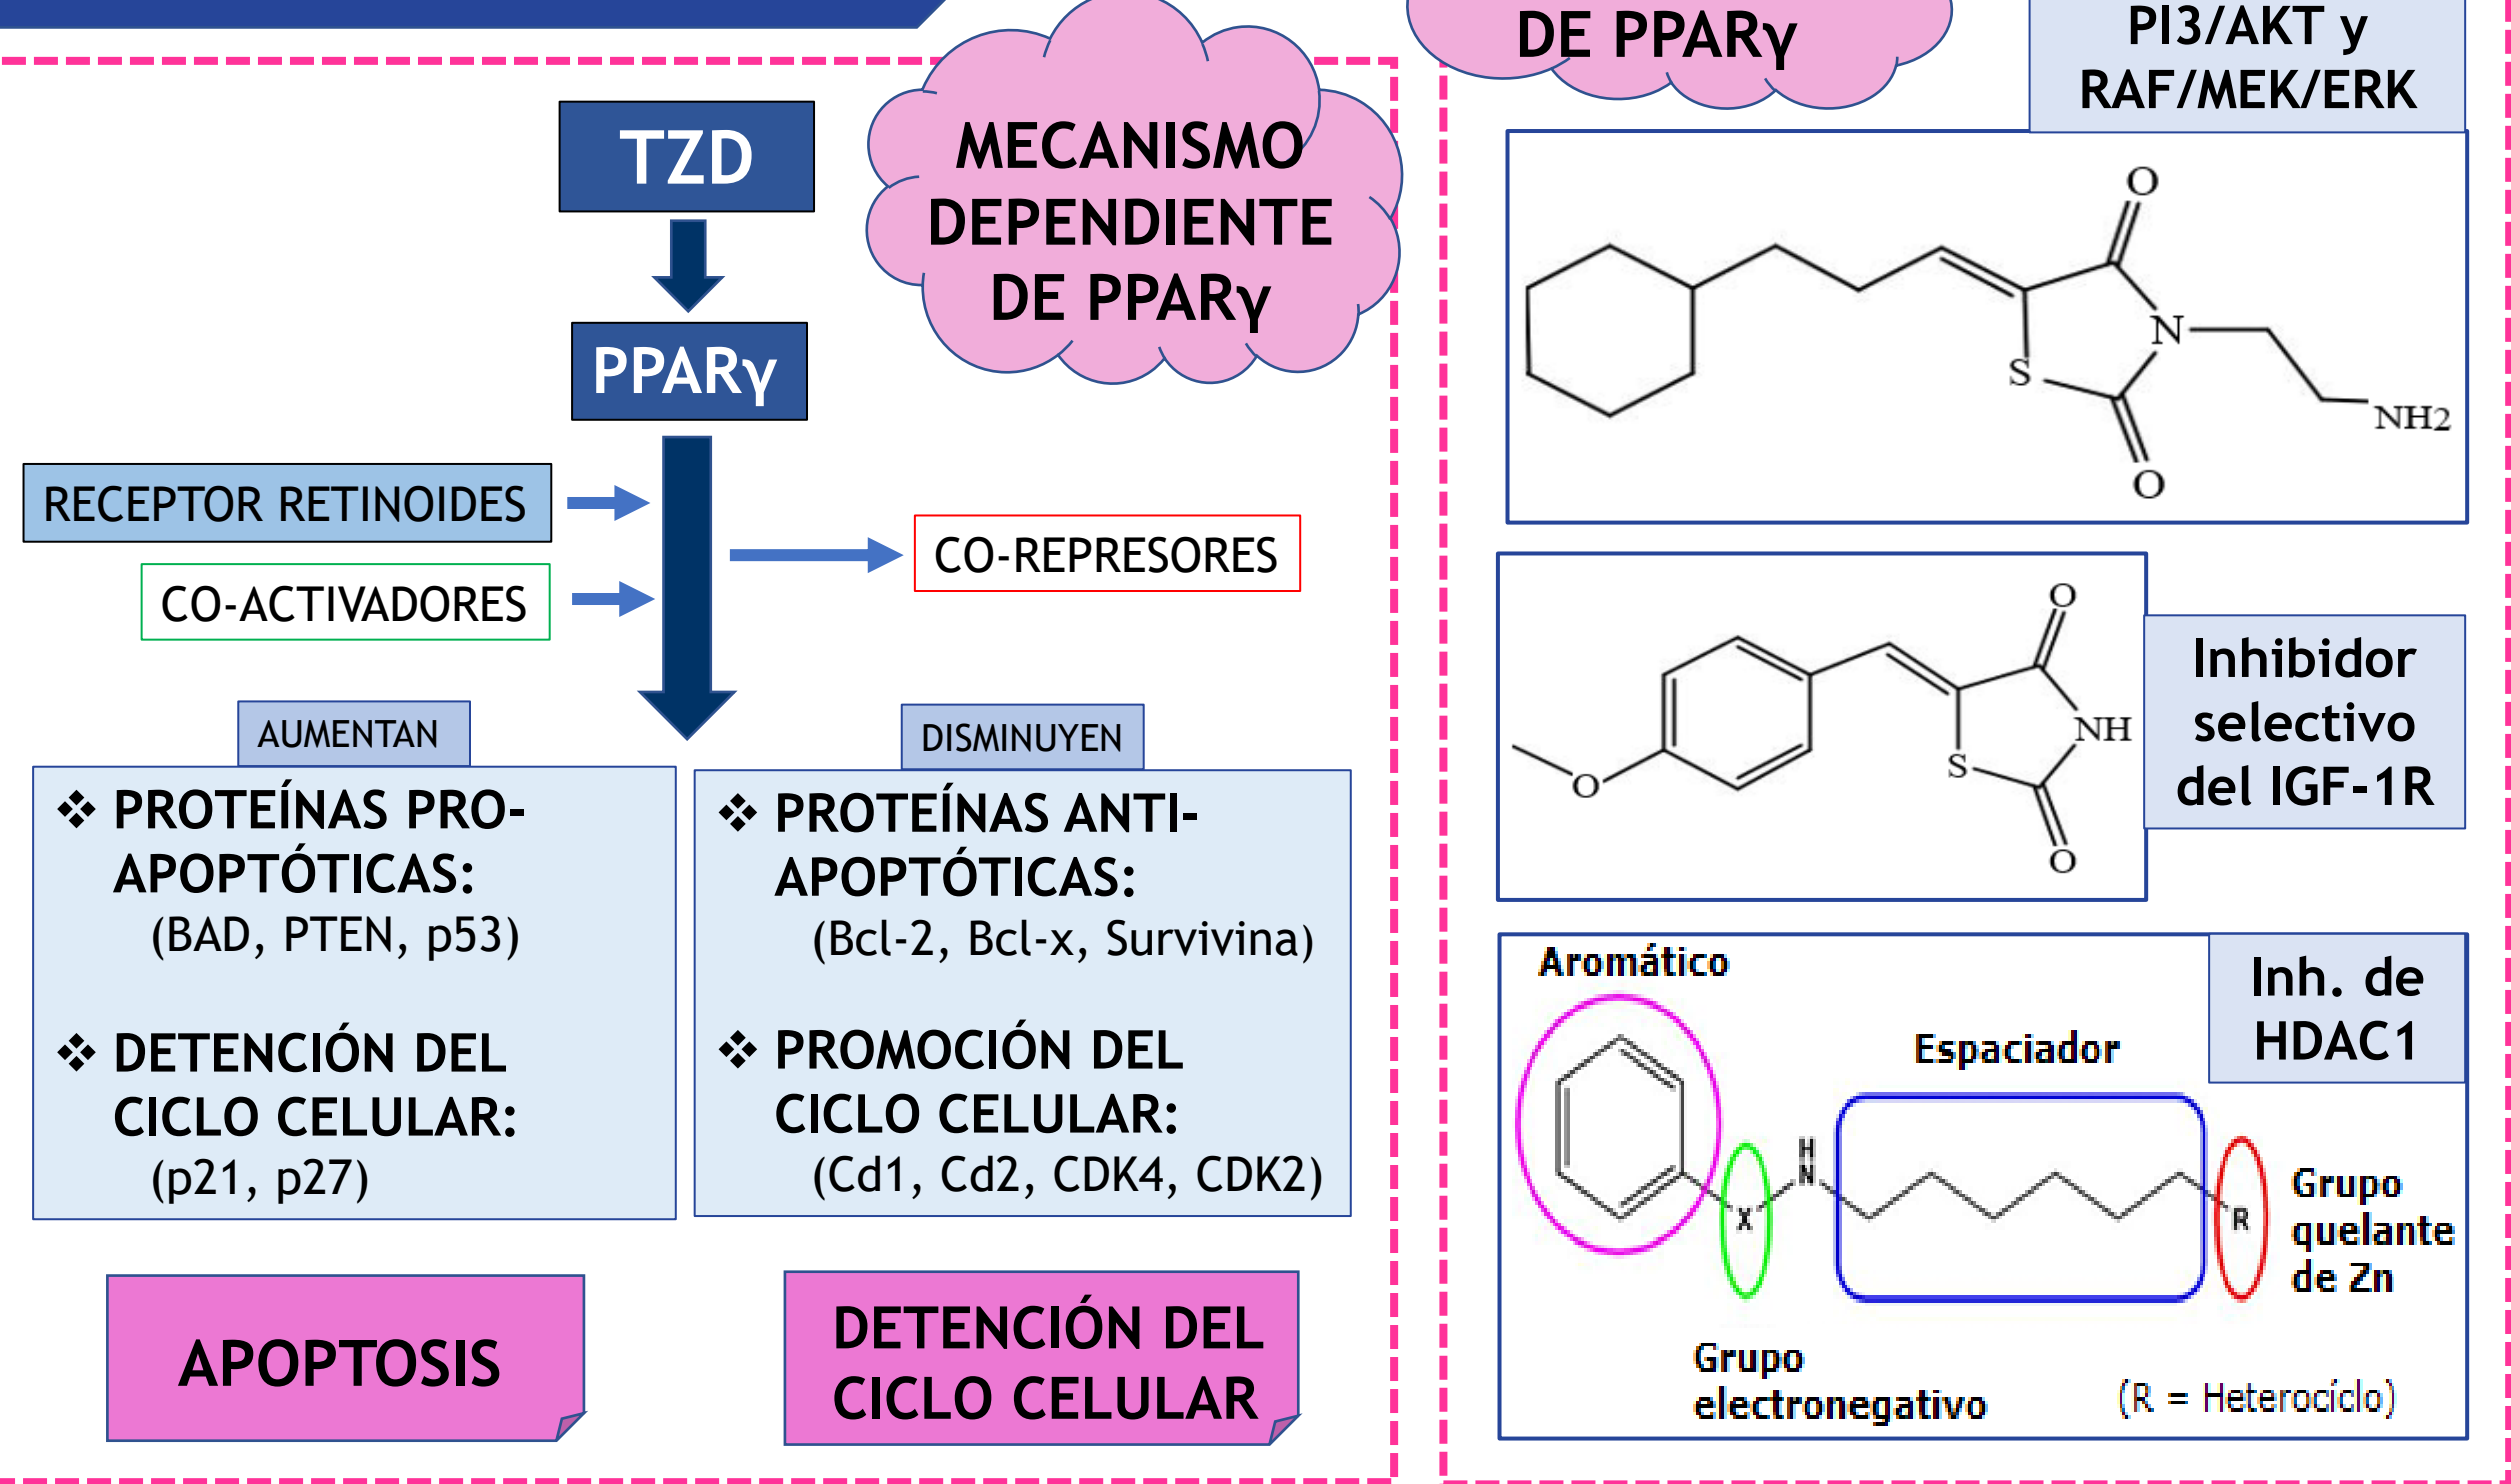 MECANISMO
DEPENDIENTE
DE PPARγ
TZD
PPARγ
RECEPTOR RETINOIDES
CO-ACTIVADORES
CO-REPRESORES
AUMENTAN
❖ PROTEÍNAS PRO-
APOPTÓTICAS:
(BAD, PTEN, p53)
❖ DETENCIÓN DEL
CICLO CELULAR:
(p21, p27)
DISMINUYEN
❖ PROTEÍNAS ANTI-
APOPTÓTICAS:
(Bcl-2, Bcl-x, Survivina)
❖ PROMOCIÓN DEL
CICLO CELULAR:
(Cd1, Cd2, CDK4, CDK2)
APOPTOSIS
DETENCIÓN DEL
CICLO CELULAR
DE PPARγ
PI3/AKT y
RAF/MEK/ERK
O
N
S
NH2
O
O
NH
S
O
O
Inhibidor
selectivo
del IGF-1R
Inh. de
HDAC1
Aromático
Espaciador
H
N
X
R
Grupo
quelante
de Zn
Grupo
electronegativo
(R = Heterociclo)